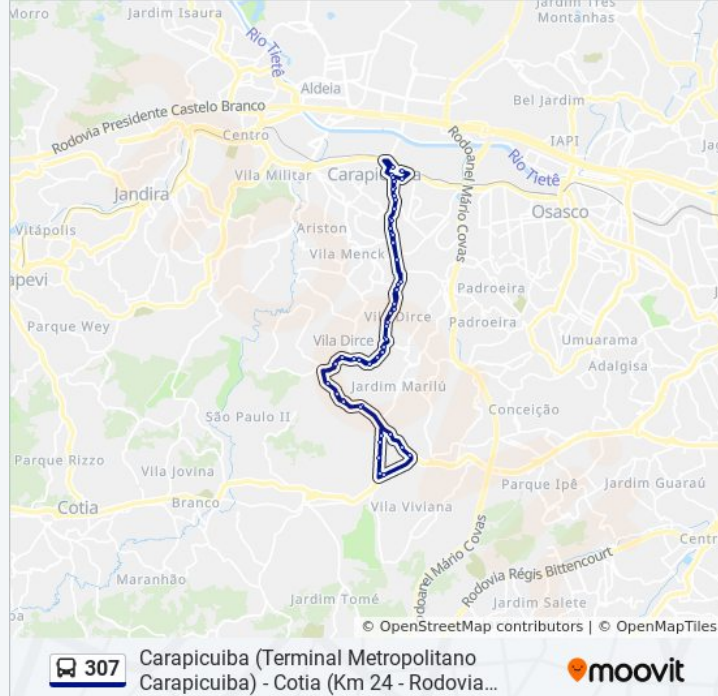 Morro
Jardim Isaura
Jardim Três
Montanhas
Rio Tietê
Aldeia
Rodovia Presidente Castelo Branco
Bel Jardim
Centro
IAPI
Rodoanel Mário Covas
Rio Tietê
Vila Militar
Carapicuíba
Jandira
Osasco
Vitápolis
Ariston
Vila Menck
apevi
Padroeira
Parque Wey
Vila Dirce
Padroeira
Vila Dirce
Umuarama
Adalgisa
Jardim Marilú
Conceição
São Paulo II
Parque Rizzo
Vila Jovina
Parque Ipê
Jardim Guaraú
Cotia
Branco
Vila Viviana
Centr
Maranhão
doanel Mário Covas
Rodovia Régis Bittencourt
Jardim Tomé
Jardim Salete
© OpenStreetMap contributors | © OpenMapTiles
307
Carapicuiba (Terminal Metropolitano
Carapicuiba) - Cotia (Km 24 - Rodovia…
moovit